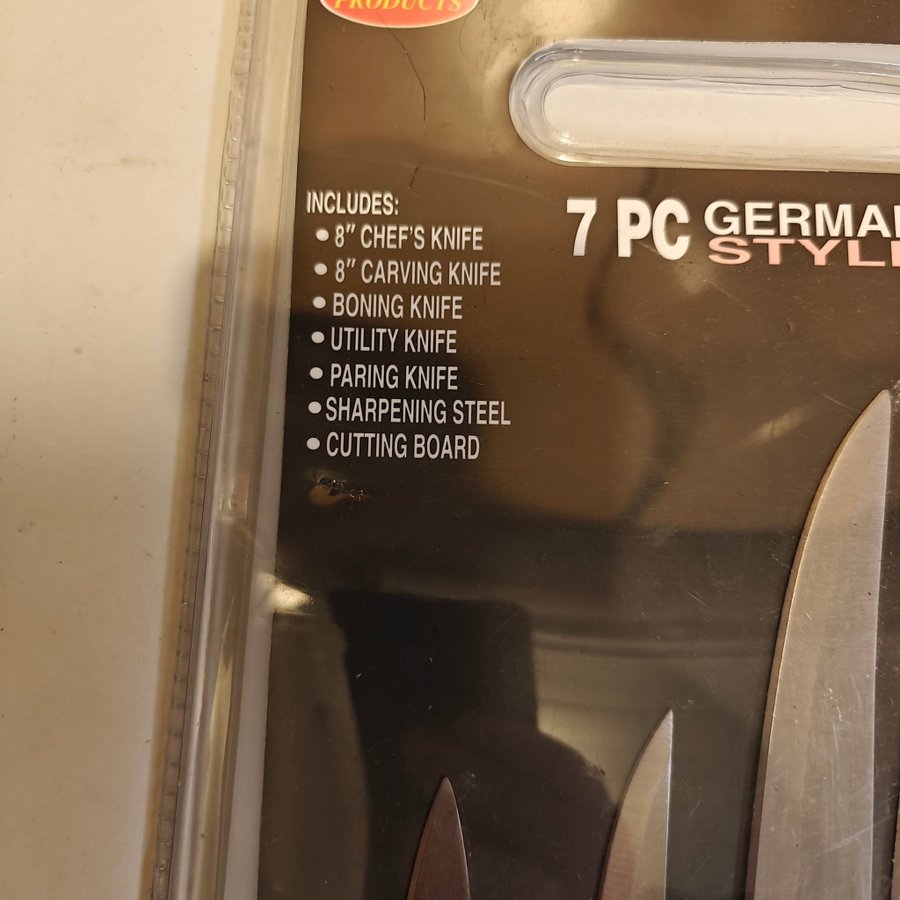 PRODUCTS
INCLUDES:
• 8" CHEF'S KNIFE
• 8" CARVING KNIFE
• BONING KNIFE
• UTILITY KNIFE
• PARING KNIFE
• SHARPENING STEEL
• CUTTING BOARD
7 PC GERMAN
STYL